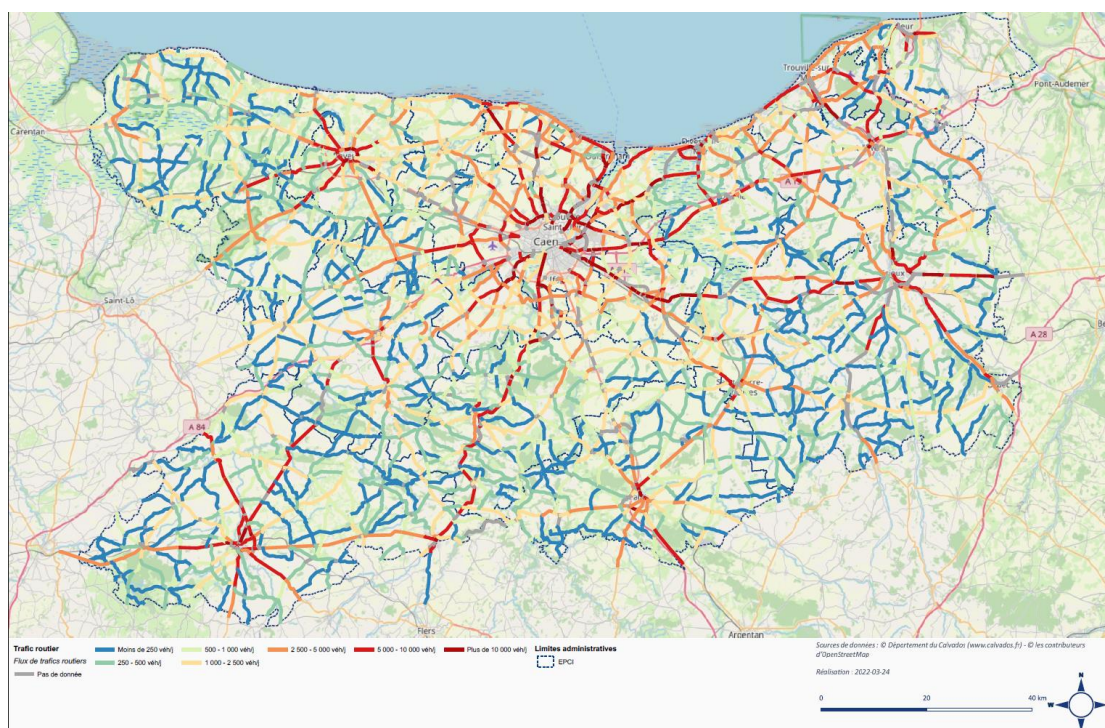 Trouville-sur
Pont-Audemer
Carentan
Caen
Saint-Lô
A 28
A 84
Flers
Argentan
Trafic routier
Flux de trafics routiers
Pas de donnée
Moins de 250 véh/j
250 - 500 véh/j
500 - 1 000 véh/j
1 000 - 2 500 véh/j
2 500 - 5 000 véh/j
5 000 - 10 000 véh/j
Plus de 10 000 véh/j
Limites administratives
EPCI
Sources de données : © Département du Calvados (www.calvados.fr) - © les contributeurs
d'OpenStreetMap
Réalisation : 2022-03-24
0 20 40 km
N
W E
S